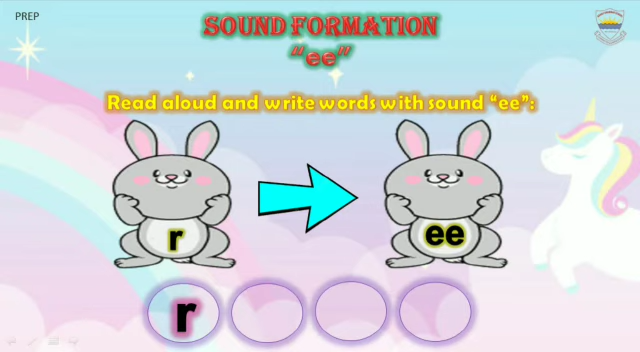 PREP
SOUND FORMATION
"ee"
Read aloud and write words with sound "ee":
r
ee
r